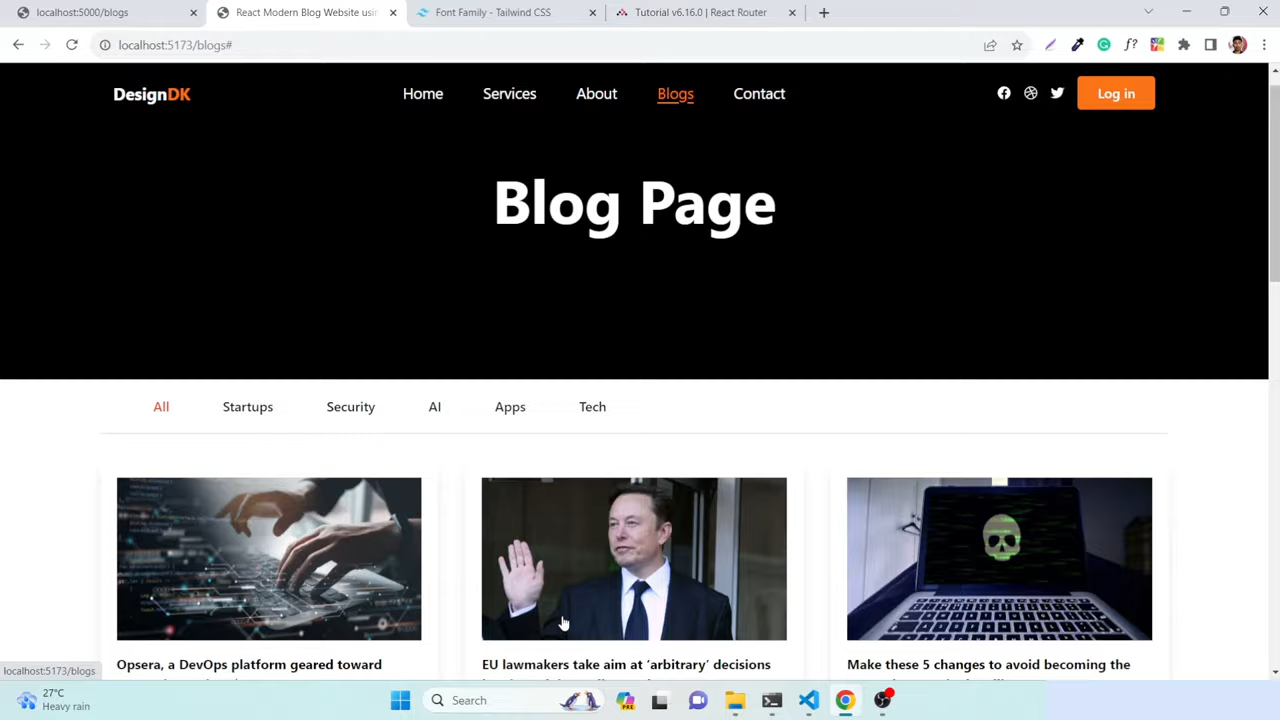 localhost:5000/blogs
React Modern Blog Website usin
Font Family - Tailwind CSS
Tutorial v6.16.0 | React Router
localhost:5173/blogs#
DesignDK
Home
Services
About
Blogs
Contact
Log in
Blog Page
All
Startups
Security
AI
Apps
Tech
Opsera, a DevOps platform geared toward
EU lawmakers take aim at ‘arbitrary’ decisions
Make these 5 changes to avoid becoming the
localhost:5173/blogs
27°C
Heavy rain
Search
PRE